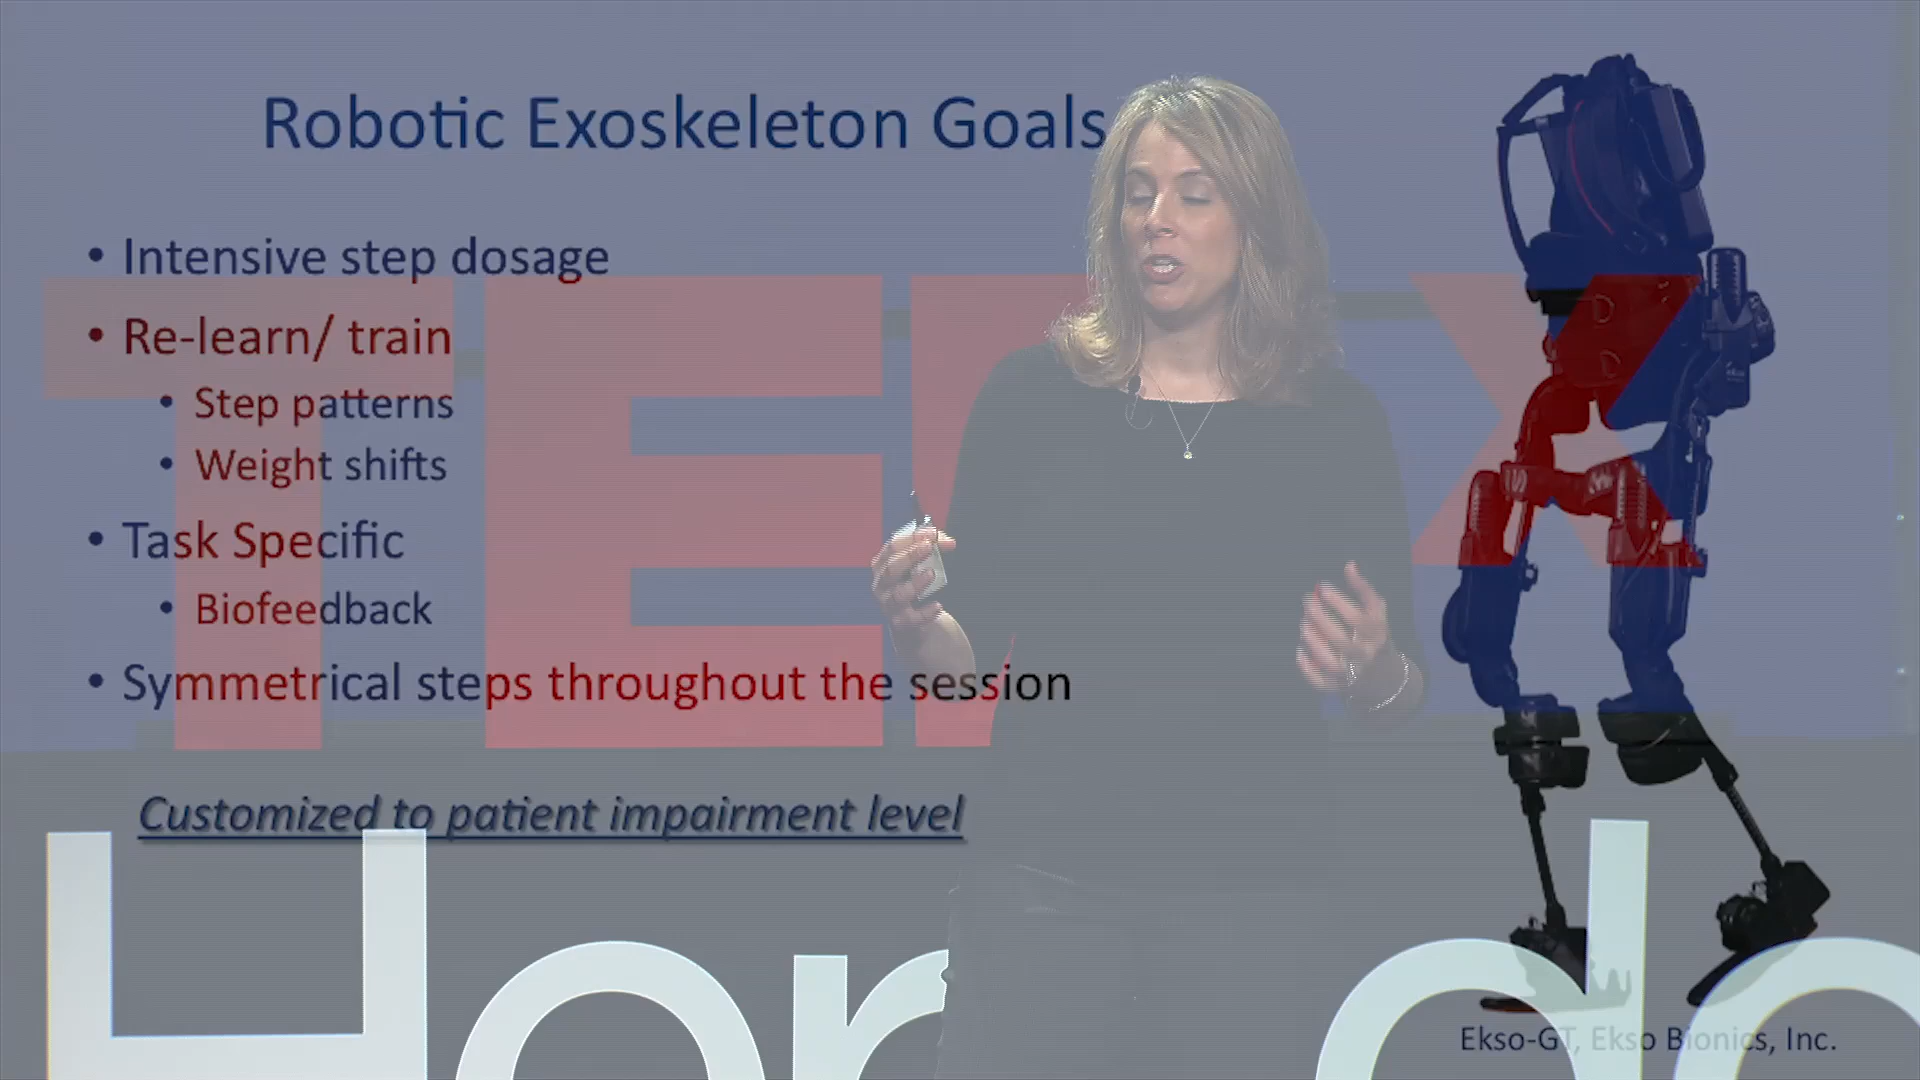 Robotic Exoskeleton Goals
• Intensive step dosage
• Re-learn/ train
• Step patterns
• Weight shifts
• Task Specific
• Biofeedback
• Symmetrical steps throughout the session
Customized to patient impairment level
Ekso-GT, Ekso Bionics, Inc.